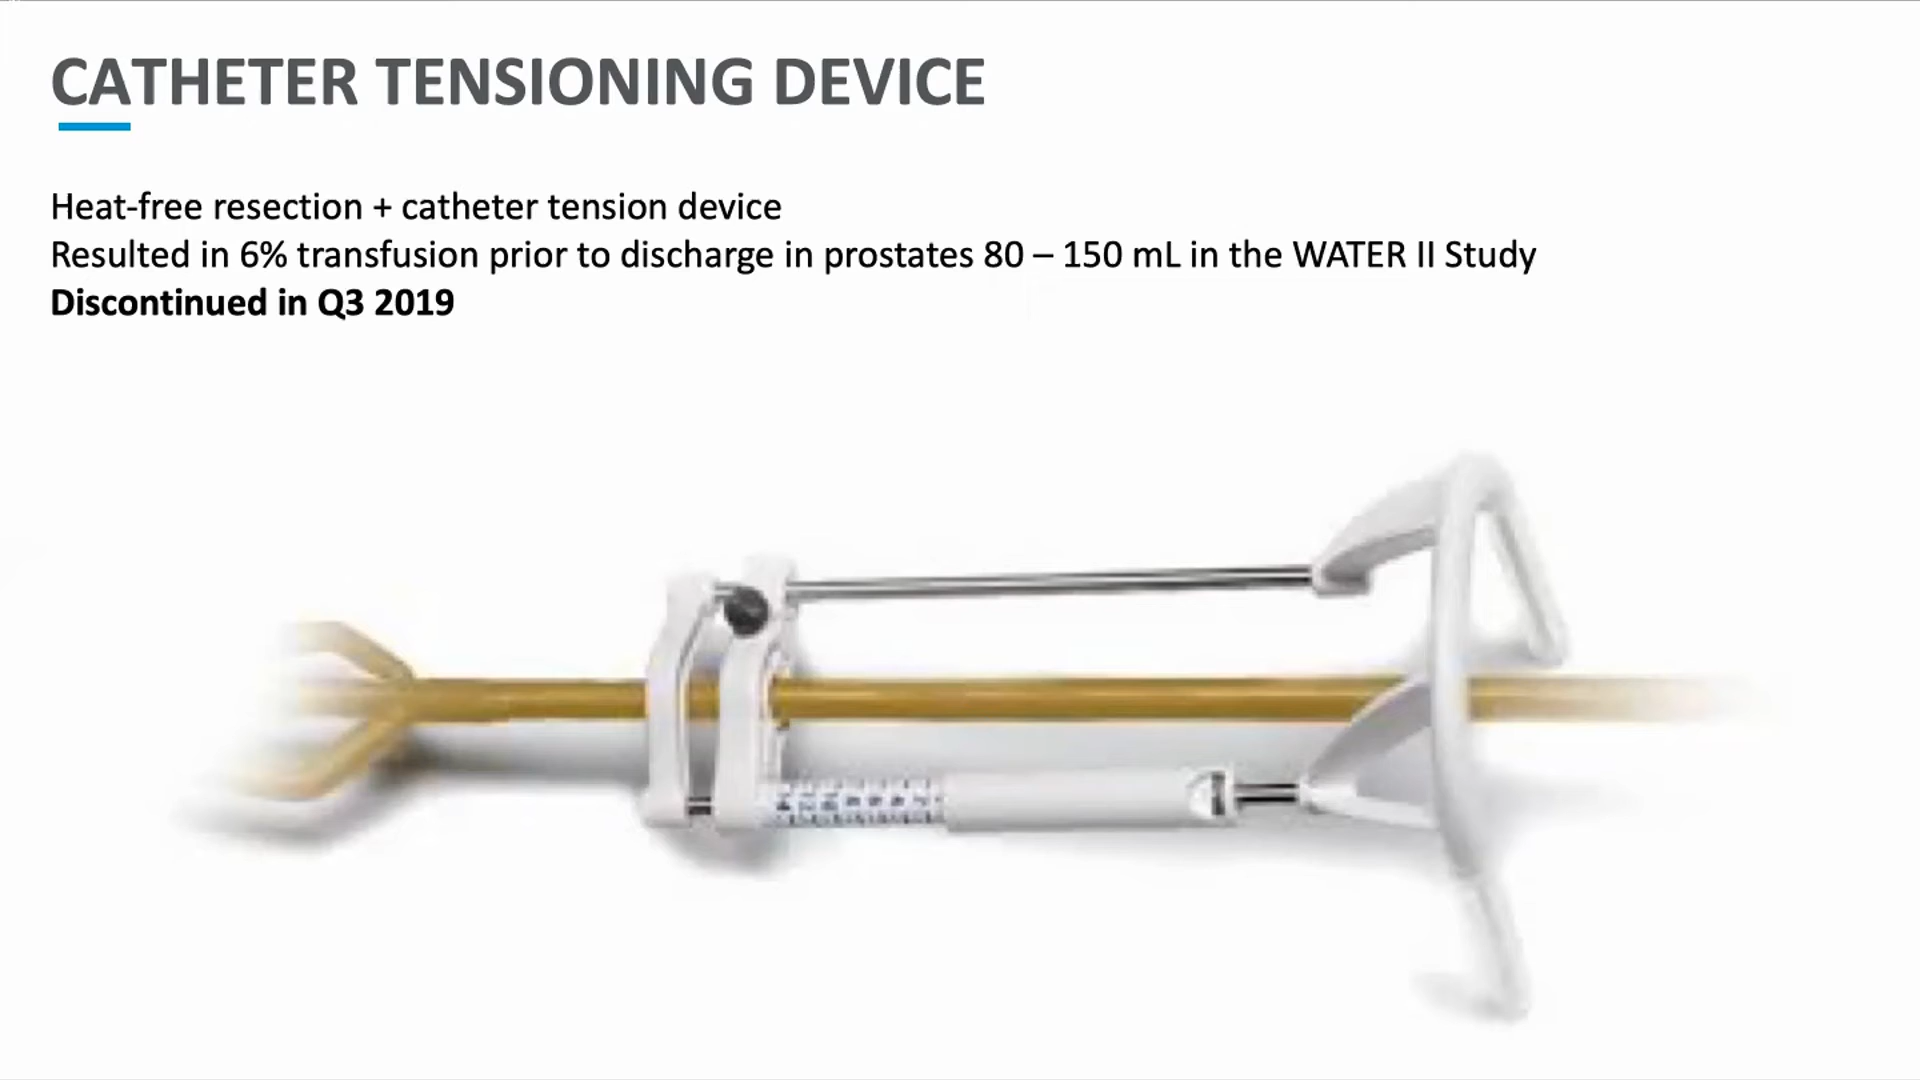 CATHETER TENSIONING DEVICE
Heat-free resection + catheter tension device
Resulted in 6% transfusion prior to discharge in prostates 80 – 150 mL in the WATER II Study
Discontinued in Q3 2019